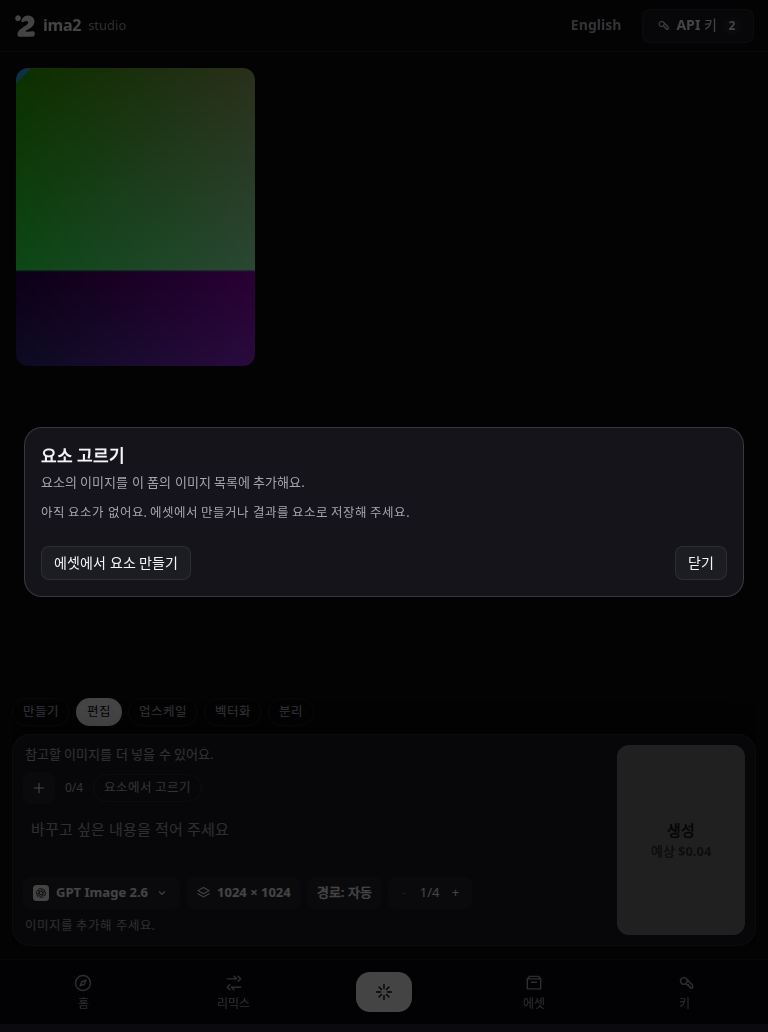 ima2 studio
English
API 키 2
요소 고르기
요소의 이미지를 이 폼의 이미지 목록에 추가해요.
아직 요소가 없어요. 에셋에서 만들거나 결과를 요소로 저장해 주세요.
에셋에서 요소 만들기
닫기
만들기 편집 업스케일 벡터화 분리
참고할 이미지를 더 넣을 수 있어요.
+ 0/4 요소에서 고르기
바꾸고 싶은 내용을 적어 주세요
생성
예상 $0.04
GPT Image 2.6 1024 × 1024 경로: 자동 - 1/4 +
이미지를 추가해 주세요.
홈 리믹스 에셋 키